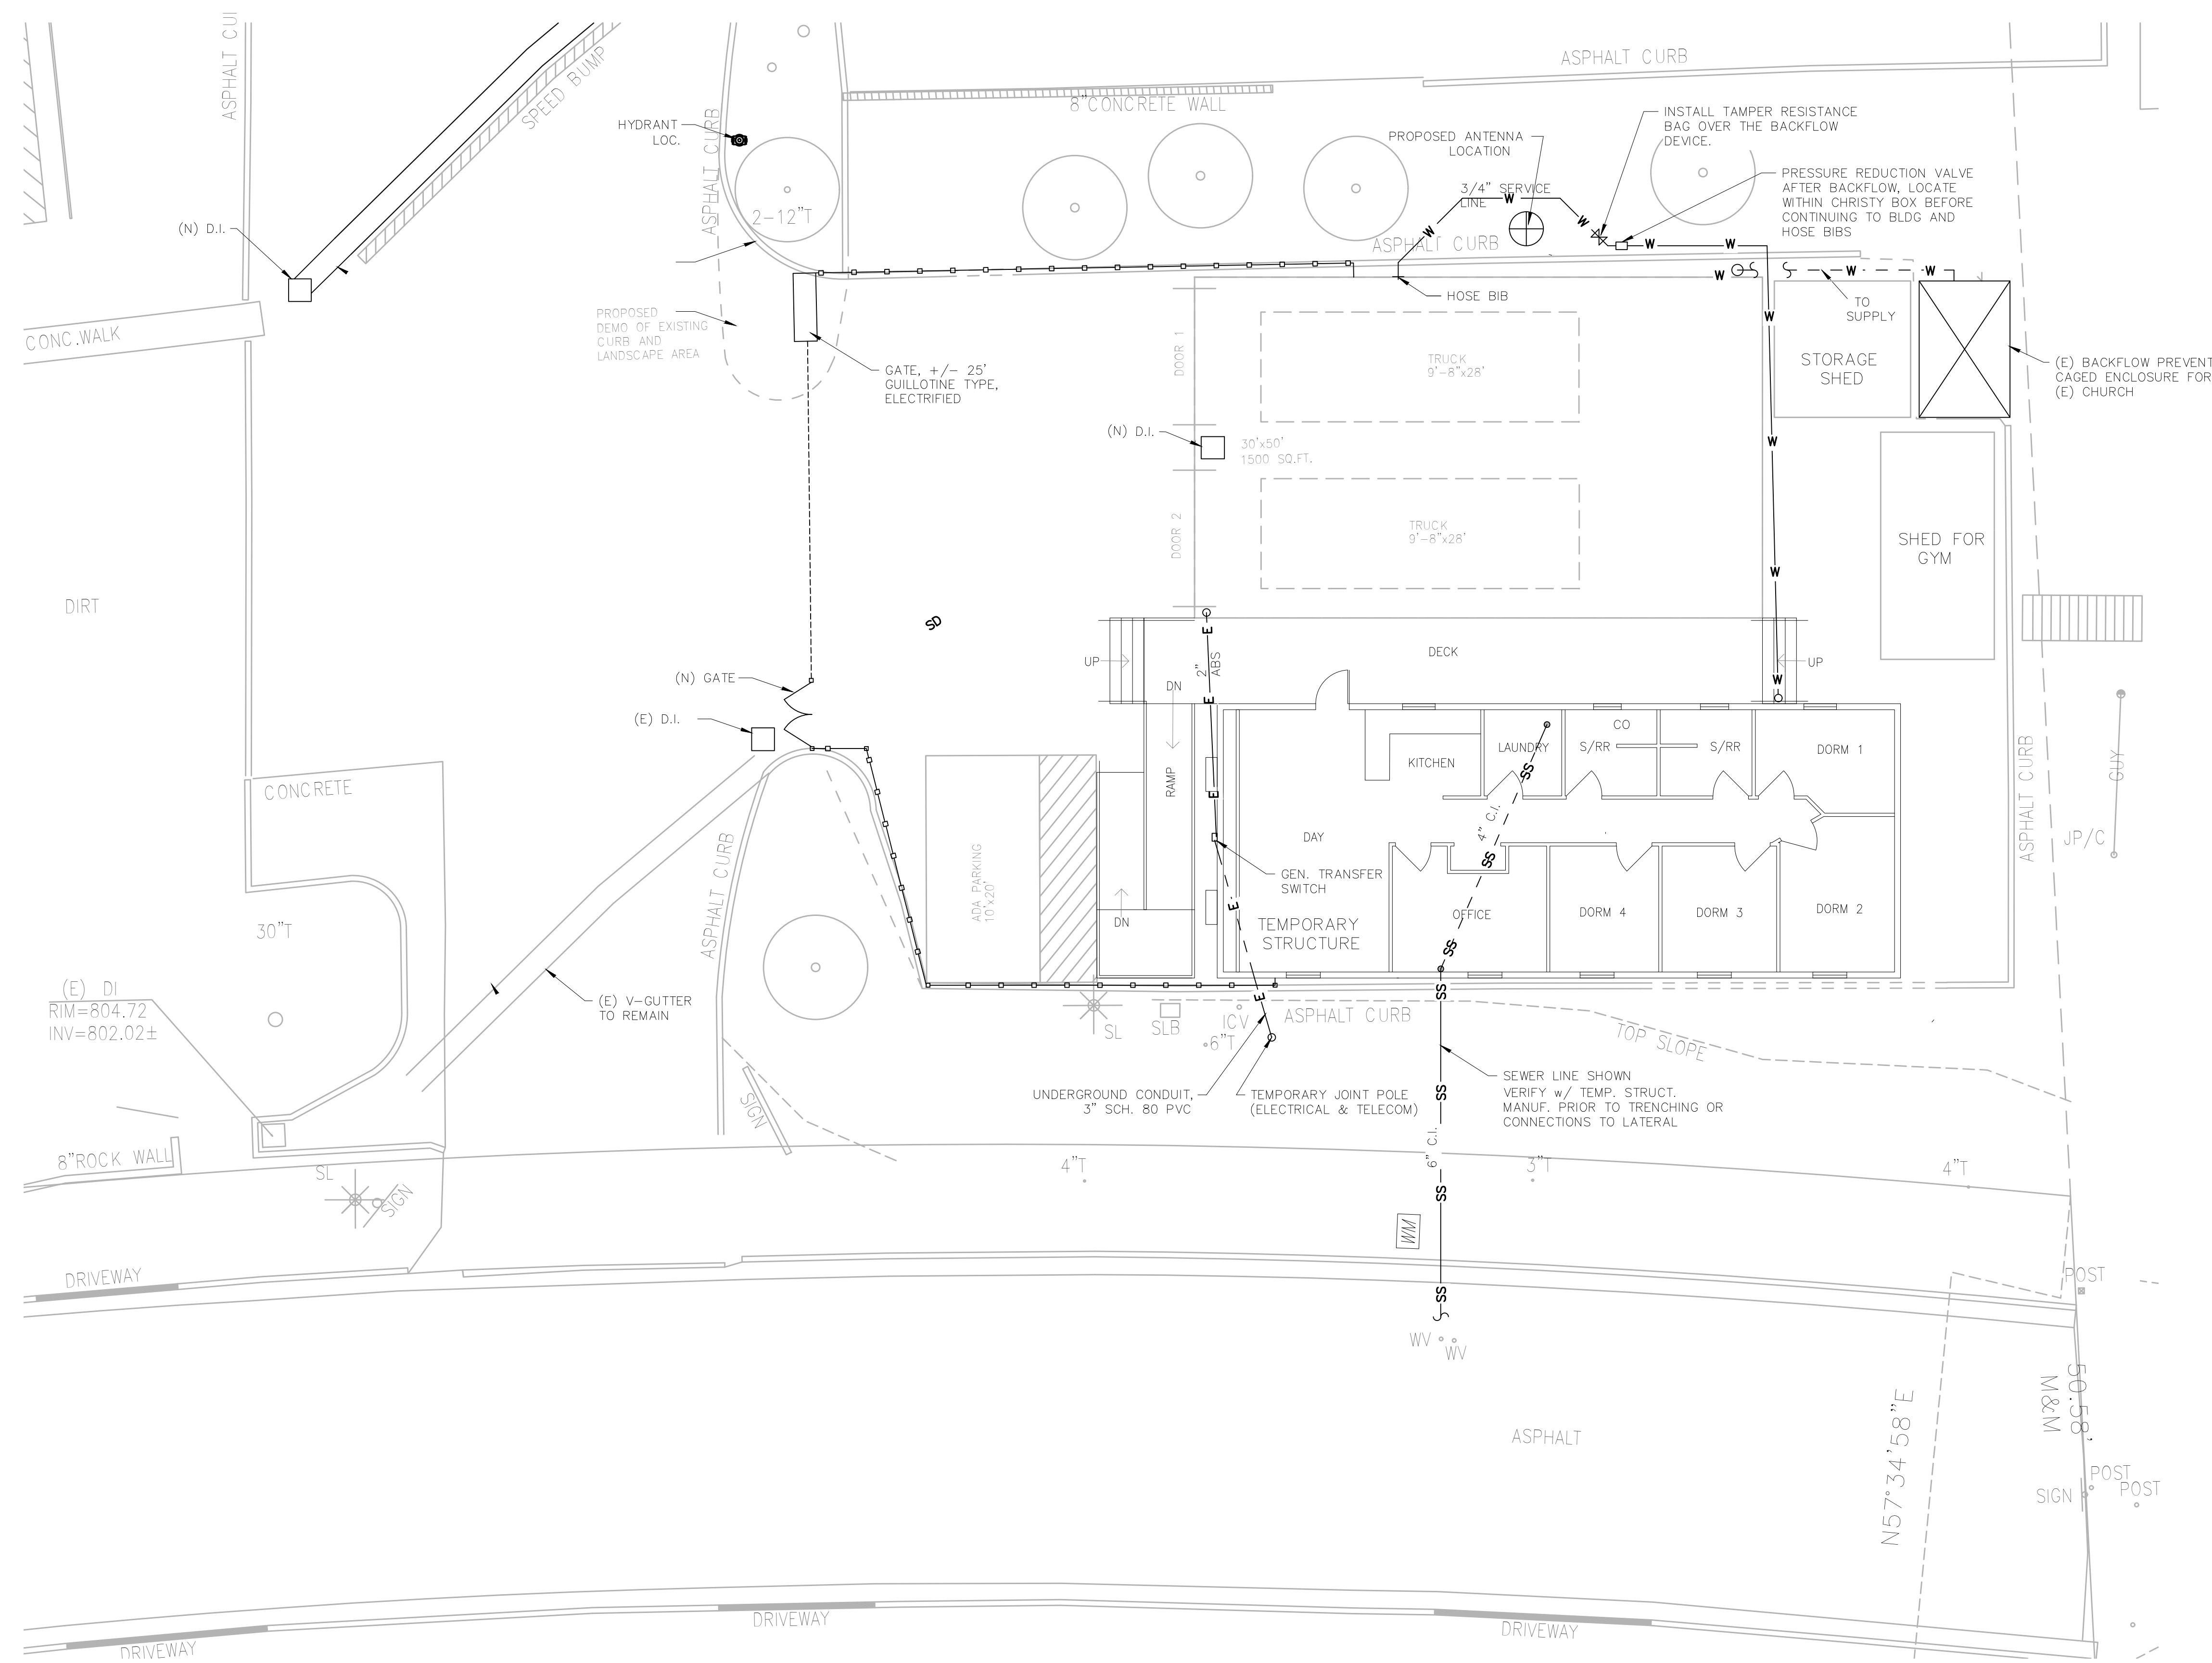 ASPHALT CUI
SPEED BUMP
ASPHALT CURB
8"CONCRETE WALL
ASPHALT CURB
HYDRANT
LOC.
PROPOSED ANTENNA
LOCATION
INSTALL TAMPER RESISTANCE
BAG OVER THE BACKFLOW
DEVICE.
PRESSURE REDUCTION VALVE
AFTER BACKFLOW, LOCATE
WITHIN CHRISTY BOX BEFORE
CONTINUING TO BLDG AND
HOSE BIBS
3/4" SERVICE
LINE
W
W
W
W
W
2-12"T
(N) D.I.
ASPHALT CURB
W
W
W
HOSE BIB
TO
SUPPLY
W
CONC.WALK
PROPOSED
DEMO OF EXISTING
CURB AND
LANDSCAPE AREA
GATE, +/- 25'
GUILLOTINE TYPE,
ELECTRIFIED
DOOR 1
TRUCK
9'-8"x28'
STORAGE
SHED
(E) BACKFLOW PREVENT
CAGED ENCLOSURE FOR
(E) CHURCH
(N) D.I.
30'x50'
1500 SQ.FT.
W
DOOR 2
TRUCK
9'-8"x28'
SHED FOR
GYM
W
DIRT
SD
E
2"
ABS
DECK
UP
UP
W
(N) GATE
DN
E
(E) D.I.
CO
KITCHEN
LAUNDRY
S/RR
S/RR
DORM 1
SS
RAMP
E
CONCRETE
ASPHALT CURB
GUY
JP/C
4" C.I.
DAY
SS
ASPHALT CURB
ADA PARKING
10'x20'
GEN. TRANSFER
SWITCH
E
DN
TEMPORARY
STRUCTURE
OFFICE
DORM 4
DORM 3
DORM 2
SS
30"T
(E) DI
RIM=804.72
INV=802.02±
(E) V-GUTTER
TO REMAIN
E
SS
SL
SLB
ICV
6"T
ASPHALT CURB
TOP SLOPE
UNDERGROUND CONDUIT,
3" SCH. 80 PVC
TEMPORARY JOINT POLE
(ELECTRICAL & TELECOM)
SS
SEWER LINE SHOWN
VERIFY w/ TEMP. STRUCT.
MANUF. PRIOR TO TRENCHING OR
CONNECTIONS TO LATERAL
SIGN
6" C.I.
8"ROCK WALL
SL
SIGN
4"T
3"T
4"T
SS
WM
DRIVEWAY
SS
POST
WV
WV
50.58'
M&M
N57°34'58"E
ASPHALT
POST
POST
SIGN
DRIVEWAY
DRIVEWAY
DRIVEWAY